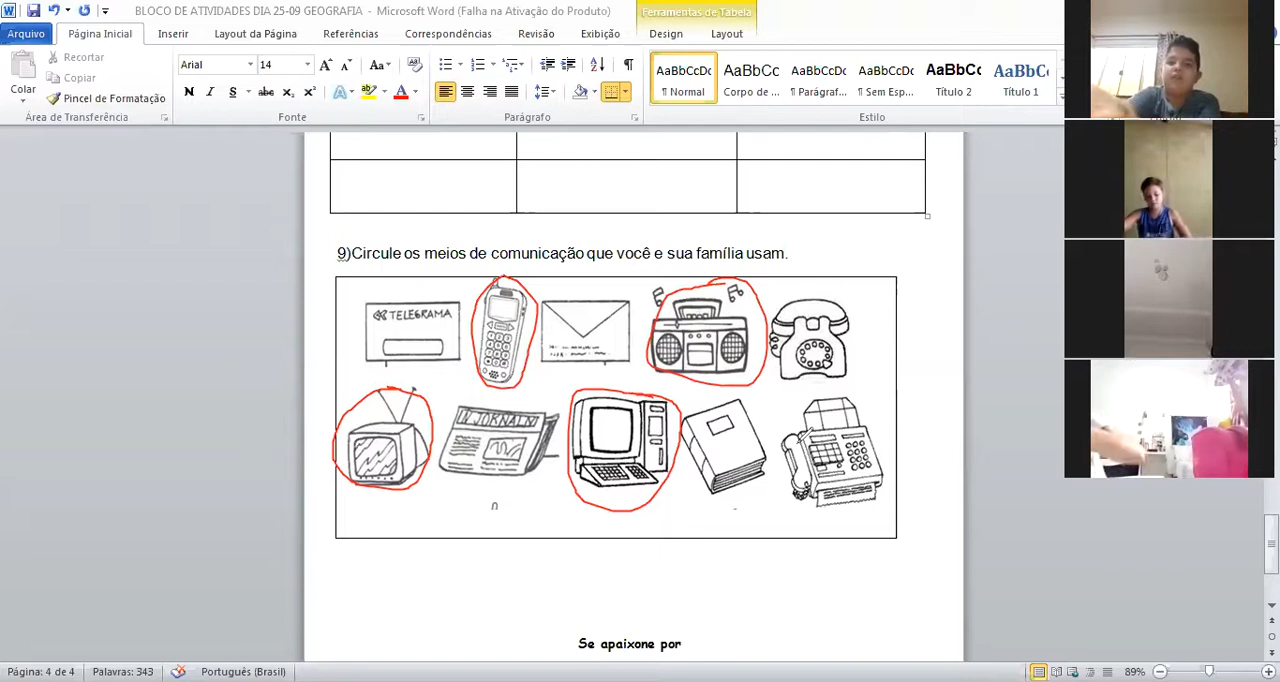 BLOCO DE ATIVIDADES DIA 25-09 GEOGRAFIA - Microsoft Word (Falha na Ativação do Produto)
Ferramentas de Tabela
Arquivo Página Inicial Inserir Layout da Página Referências Correspondências Revisão Exibição Design Layout
Recortar
Copiar
Pincel de Formatação
Colar
Arial 14
N I S abc
AaBbCcDc AaBbCc AaBbCcDc AaBbCcDc AaBbCc AaBbCc
¶ Normal Corpo de ... ¶ Parágraf... ¶ Sem Esp... Título 2 Título 1
Área de Transferência Fonte Parágrafo Estilo
9)Circule os meios de comunicação que você e sua família usam.
TELEGRAMA
JORNAL
Se apaixone por
Página: 4 de 4 Palavras: 343 Português (Brasil) 89%